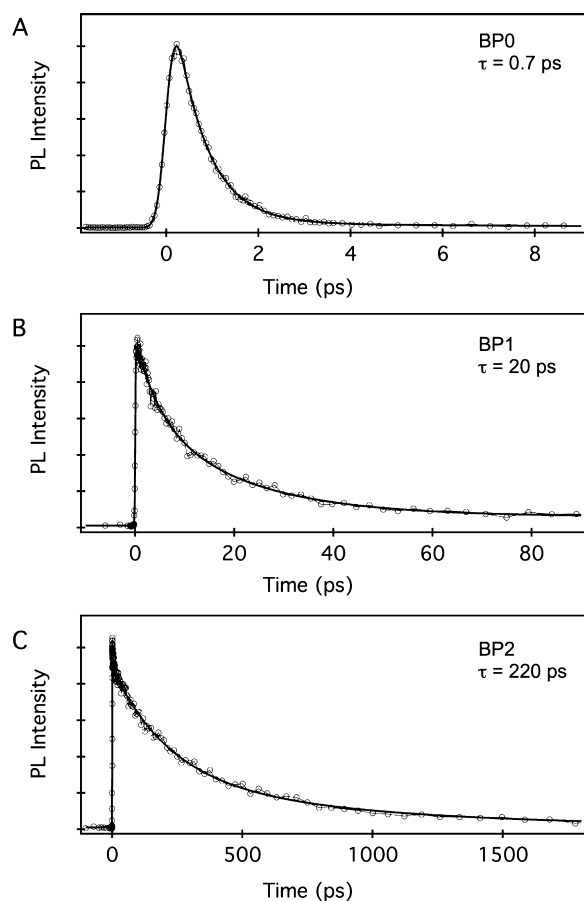 A
BP0
τ = 0.7 ps
PL Intensity
0 2 4 6 8
Time (ps)
B
BP1
τ = 20 ps
PL Intensity
0 20 40 60 80
Time (ps)
C
BP2
τ = 220 ps
PL Intensity
0 500 1000 1500
Time (ps)